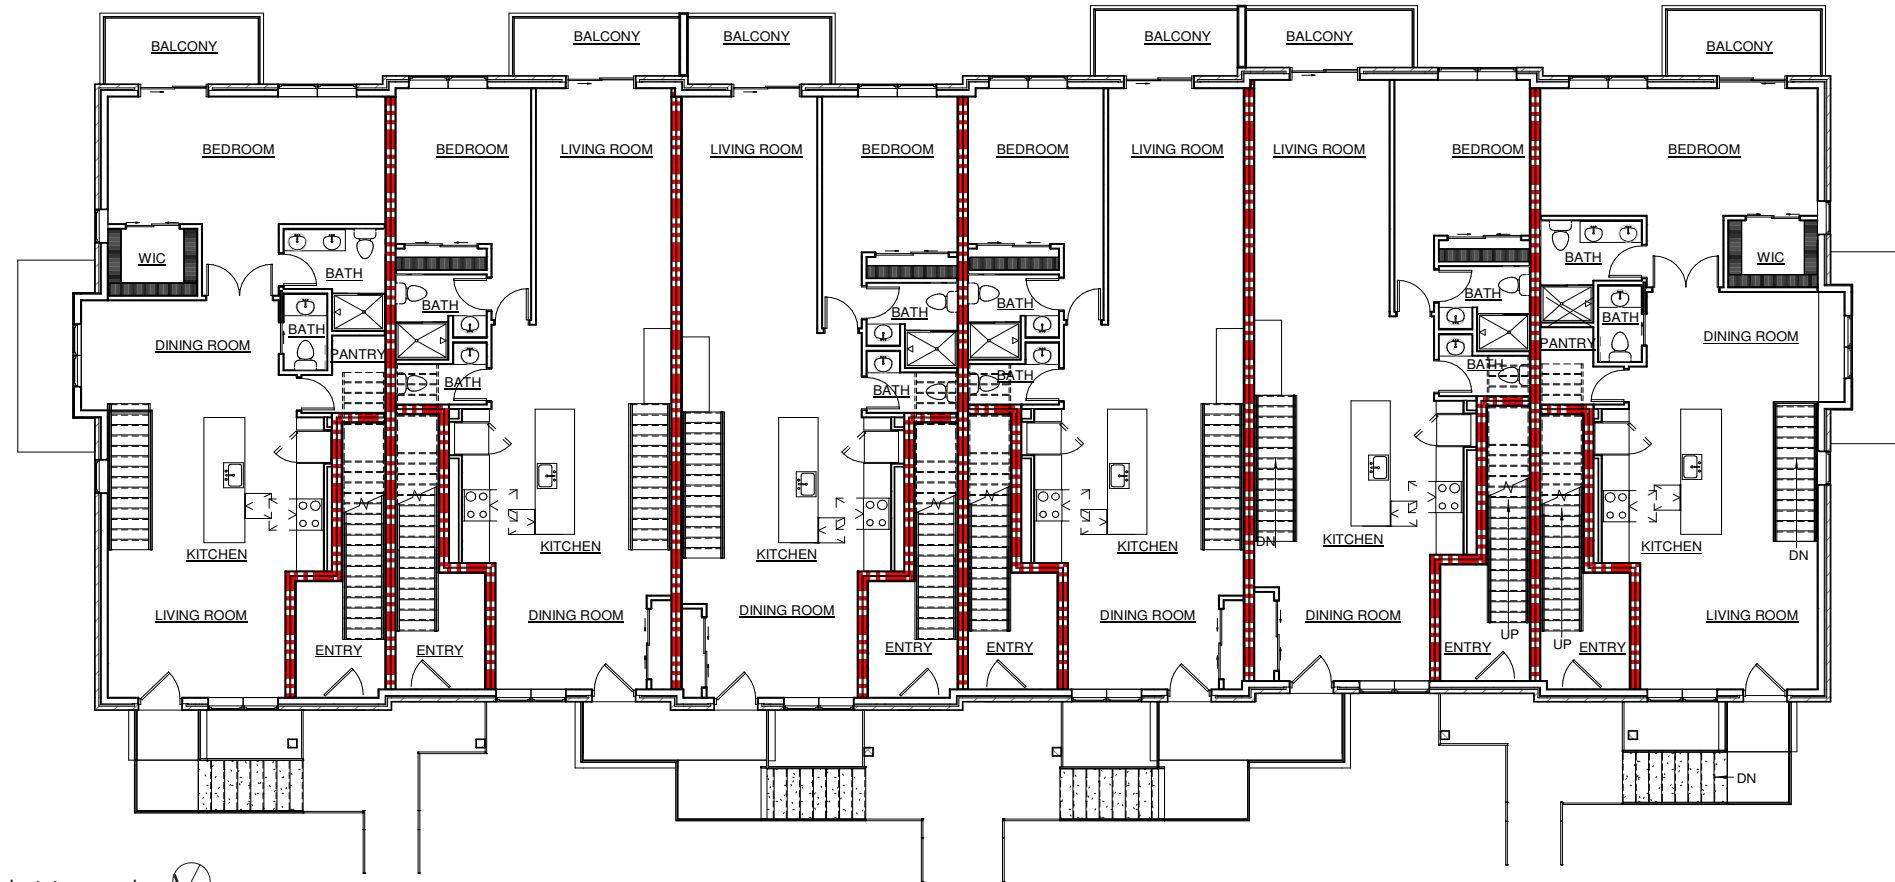 BALCONY
BALCONY
BALCONY
BALCONY
BALCONY
BALCONY
BEDROOM
BEDROOM
LIVING ROOM
LIVING ROOM
BEDROOM
BEDROOM
LIVING ROOM
LIVING ROOM
BEDROOM
BEDROOM
WIC
BATH
BATH
BATH
BATH
BATH
BATH
WIC
BATH
BATH
DINING ROOM
PANTRY
PANTRY
DINING ROOM
BATH
BATH
BATH
BATH
KITCHEN
KITCHEN
KITCHEN
KITCHEN
DN
KITCHEN
KITCHEN
DN
LIVING ROOM
DINING ROOM
DINING ROOM
DINING ROOM
DINING ROOM
LIVING ROOM
ENTRY
ENTRY
ENTRY
ENTRY
ENTRY
UP
UP
ENTRY
DN